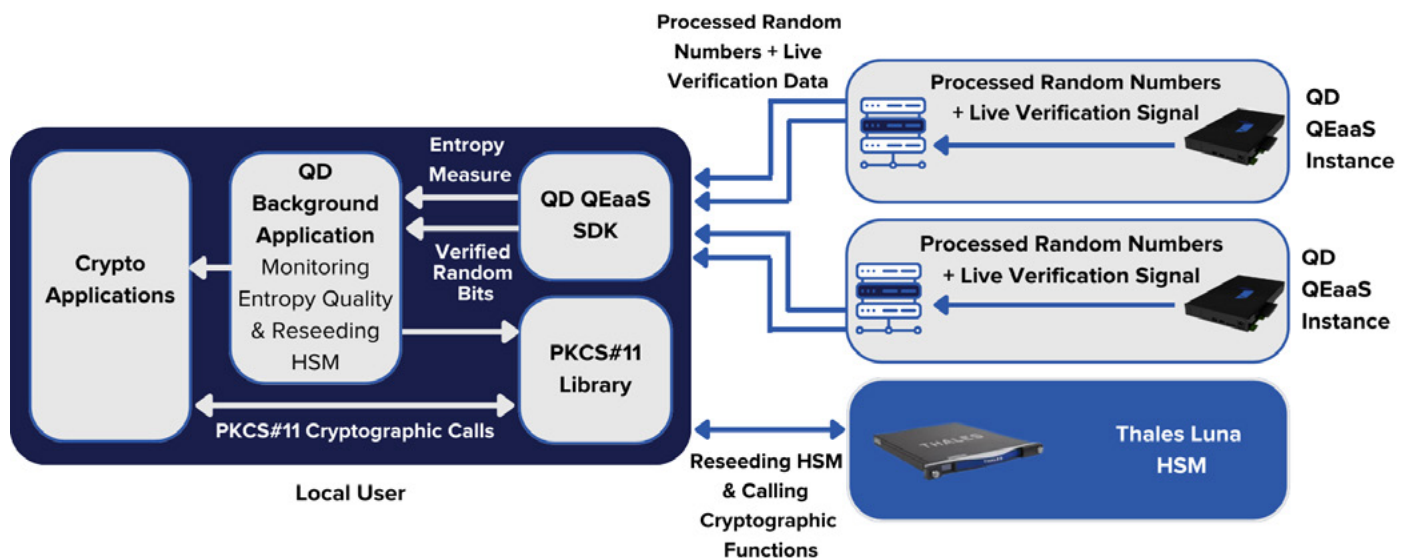 Processed Random
Numbers + Live
Verification Data
Processed Random Numbers
+ Live Verification Signal
QD
QEaaS
Instance
Entropy
Measure
QD
Background
Application
Monitoring
Entropy Quality
& Reseeding
HSM
QD QEaaS
SDK
Verified
Random
Bits
Crypto
Applications
PKCS#11
Library
PKCS#11 Cryptographic Calls
Local User
Processed Random Numbers
+ Live Verification Signal
QD
QEaaS
Instance
Reseeding HSM
& Calling
Cryptographic
Functions
THALES
THALES
Thales Luna
HSM